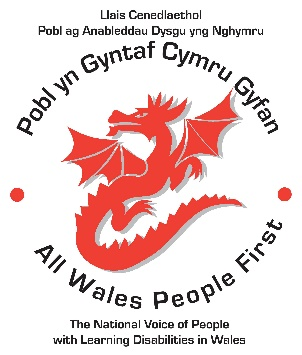 Llais Cenedlaethol
Pobl ag Anableddau Dysgu yng Nghymru
Pobl yn Gyntaf Cymru Gyfan
All Wales People First
The National Voice of People
with Learning Disabilities in Wales